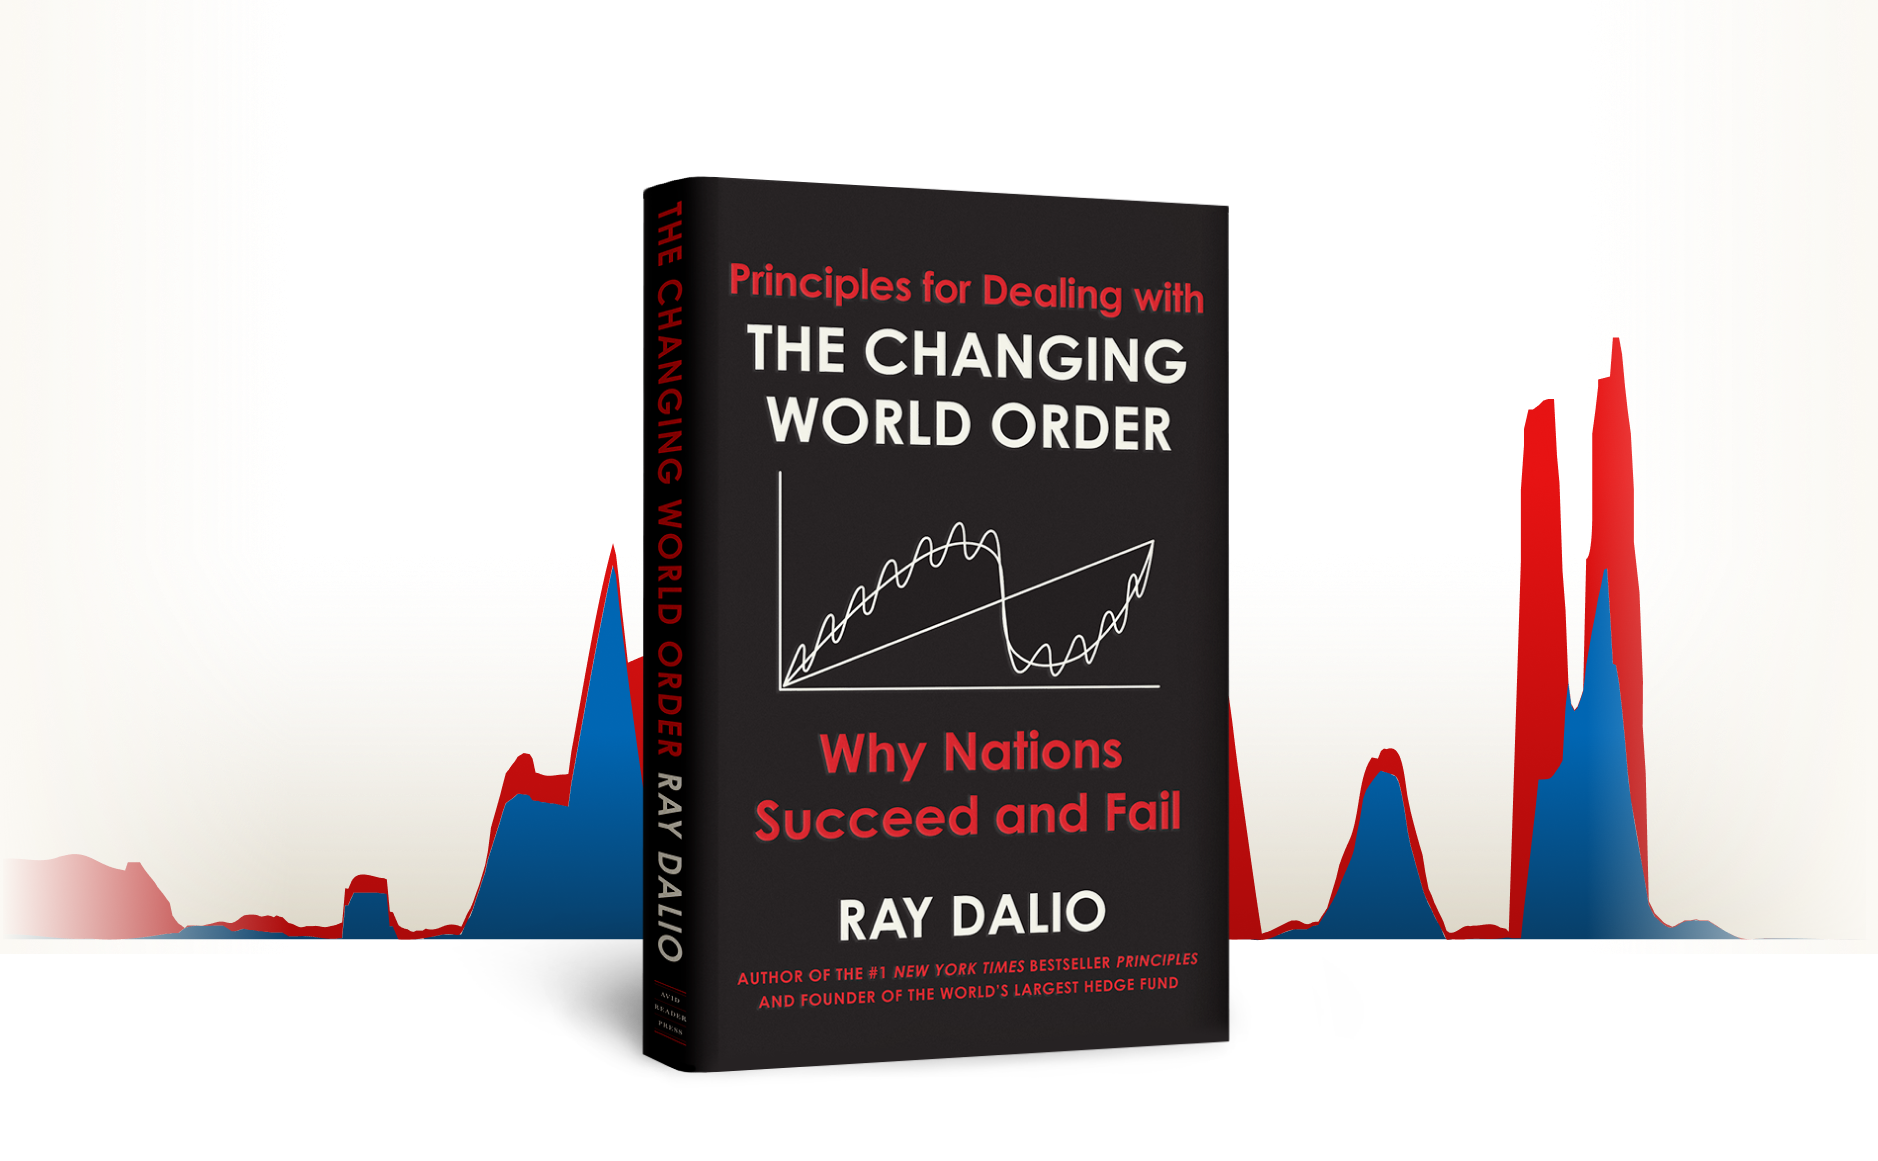 THE CHANGING WORLD ORDER RAY DALIO
AVID
READER
PRESS
Principles for Dealing with
THE CHANGING
WORLD ORDER
Why Nations
Succeed and Fail
RAY DALIO
AUTHOR OF THE #1 NEW YORK TIMES BESTSELLER PRINCIPLES
AND FOUNDER OF THE WORLD'S LARGEST HEDGE FUND